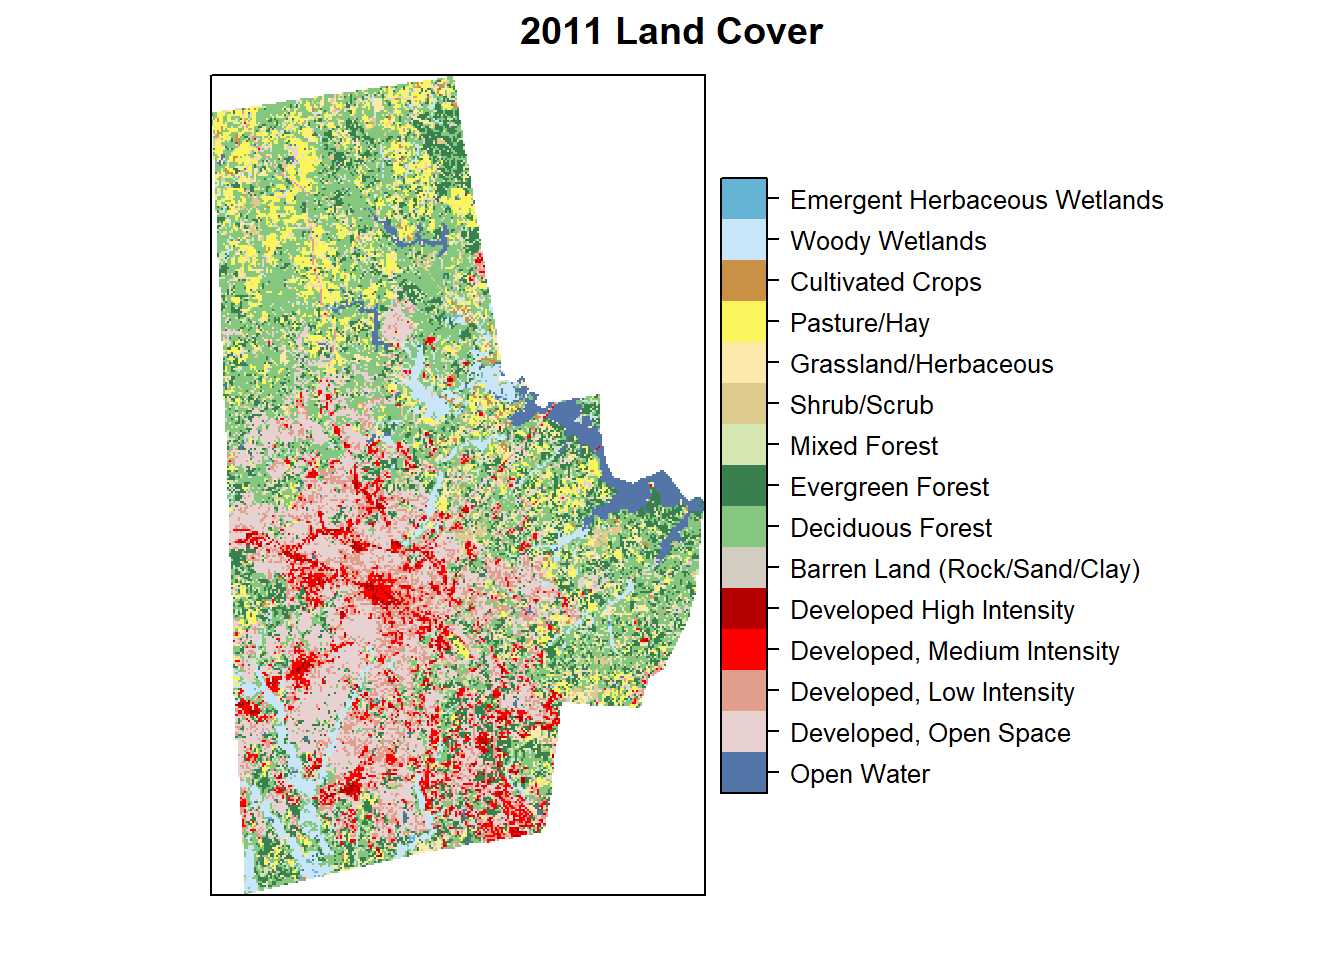 2011 Land Cover
Emergent Herbaceous Wetlands
Woody Wetlands
Cultivated Crops
Pasture/Hay
Grassland/Herbaceous
Shrub/Scrub
Mixed Forest
Evergreen Forest
Deciduous Forest
Barren Land (Rock/Sand/Clay)
Developed High Intensity
Developed, Medium Intensity
Developed, Low Intensity
Developed, Open Space
Open Water